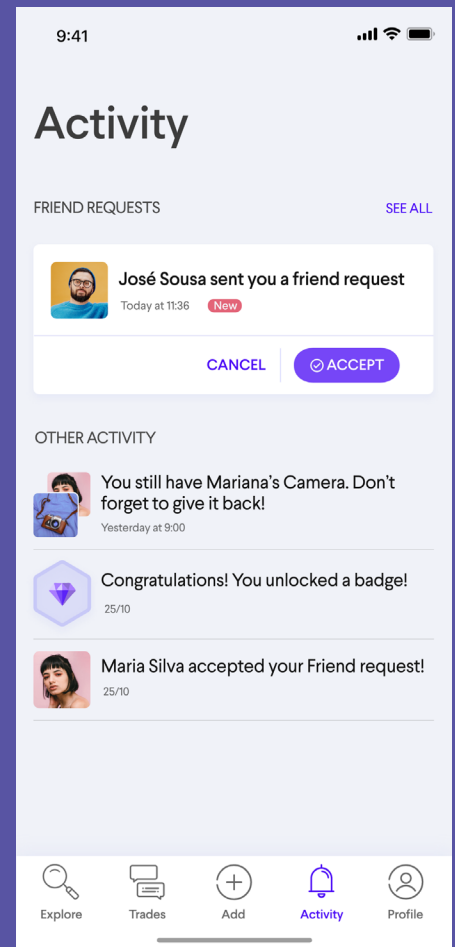 9:41
Activity
FRIEND REQUESTS
SEE ALL
José Sousa sent you a friend request
Today at 11:36
New
CANCEL
ACCEPT
OTHER ACTIVITY
You still have Mariana’s Camera. Don’t
forget to give it back!
Yesterday at 9:00
Congratulations! You unlocked a badge!
25/10
Maria Silva accepted your Friend request!
25/10
Explore
Trades
Add
Activity
Profile